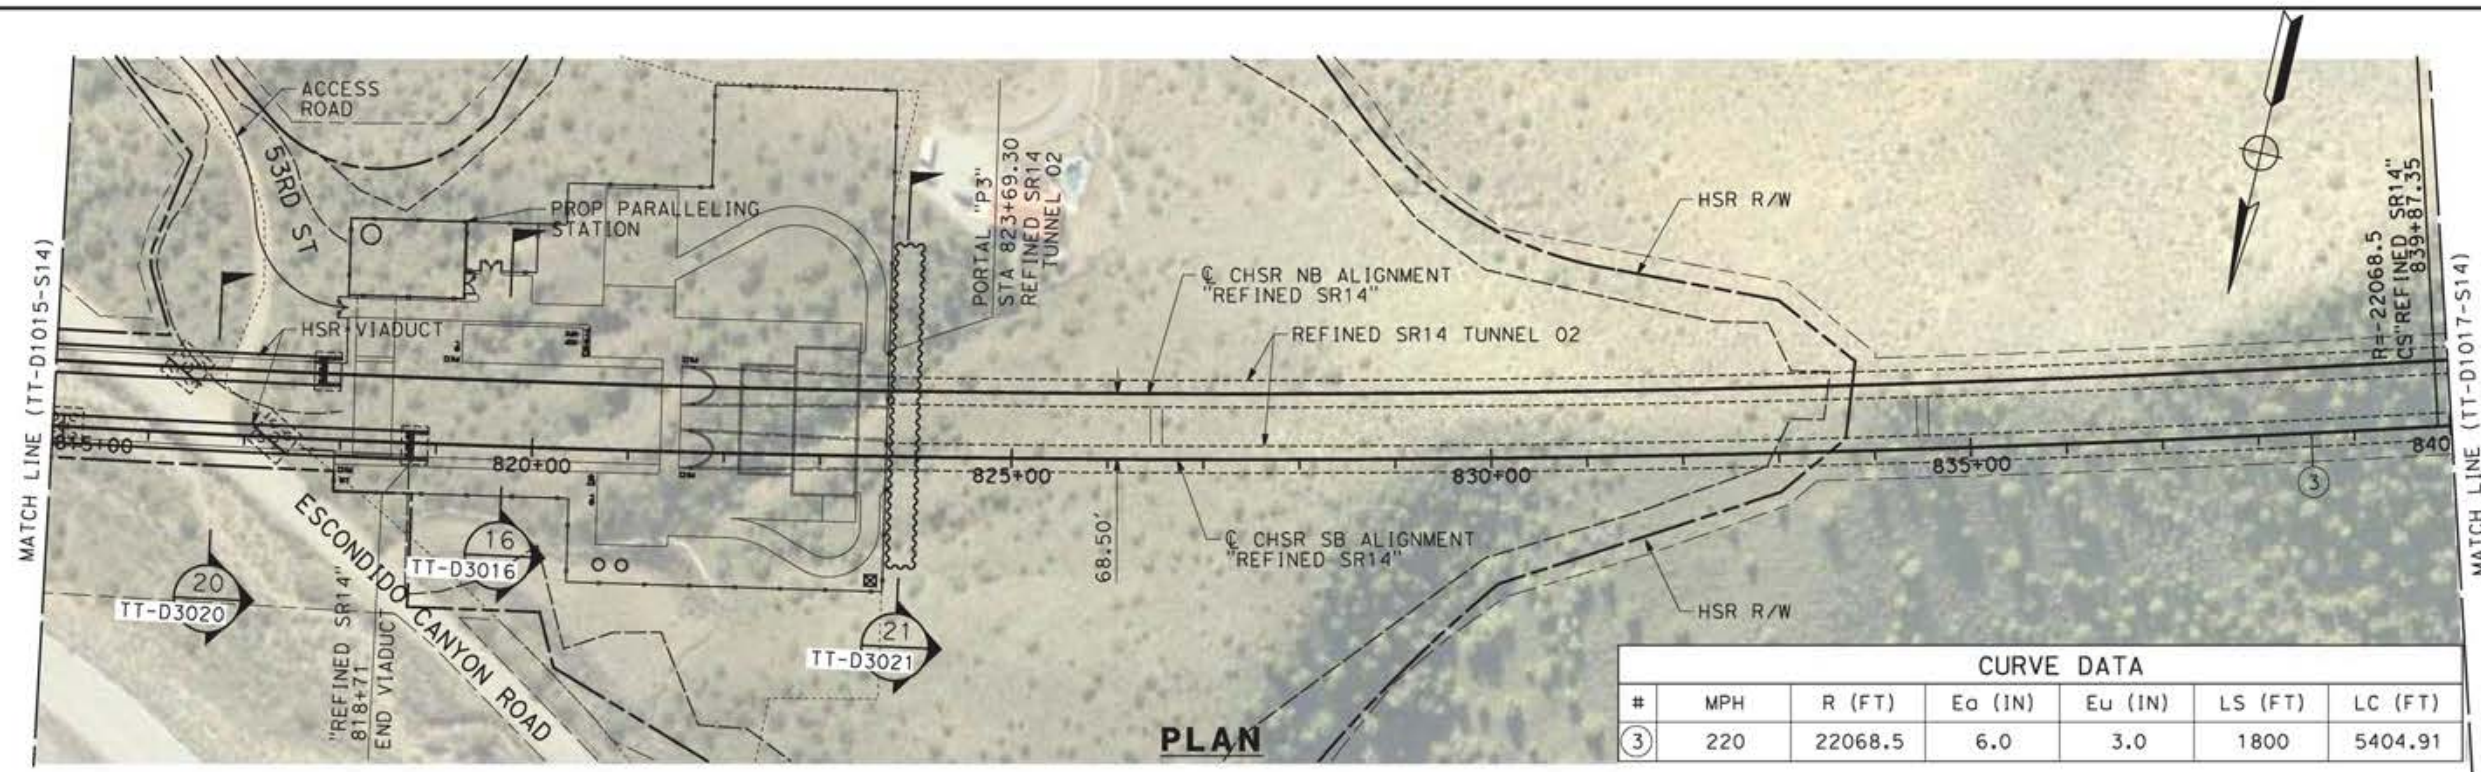 ACCESS
ROAD
53RD ST
PROP PARALLELING
STATION
HSR VIADUCT
MATCH LINE (TT-D1015-S14)
815+00
820+00
825+00
830+00
835+00
840
PORTAL "P3"
STA 823+69.30
REFINED SR14
TUNNEL 02
℄ CHSR NB ALIGNMENT
"REFINED SR14"
REFINED SR14 TUNNEL 02
HSR R/W
R=-22068.5
CS"REFINED SR14"
839+87.35
MATCH LINE (TT-D1017-S14)
3
68.50'
℄ CHSR SB ALIGNMENT
"REFINED SR14"
HSR R/W
ESCONDIDO CANYON ROAD
16
TT-D3016
20
TT-D3020
21
TT-D3021
"REFINED SR14"
818+71
END VIADUCT
PLAN
CURVE DATA
# MPH R (FT) Ea (IN) Eu (IN) LS (FT) LC (FT)
3 220 22068.5 6.0 3.0 1800 5404.91